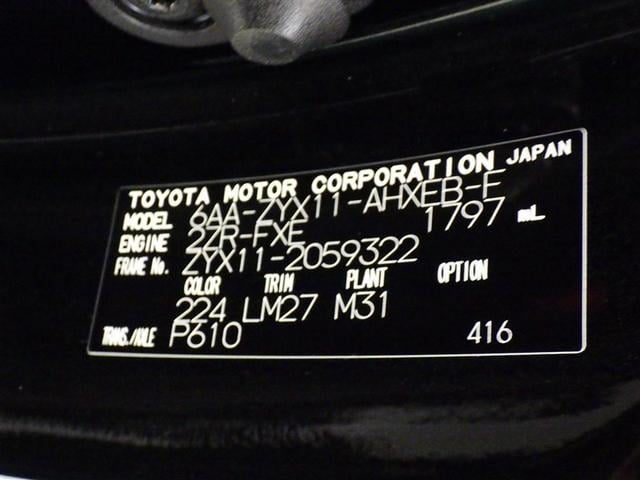 TOYOTA MOTOR CORPORATION JAPAN
MODEL 6AA-ZYX11-AHXEB-F
ENGINE 2ZR-FXE 1797 mL
FRAME No. ZYX11-2059322
COLOR TRIM PLANT OPTION
224 LM27 M31
TRANS./AXLE P610 416